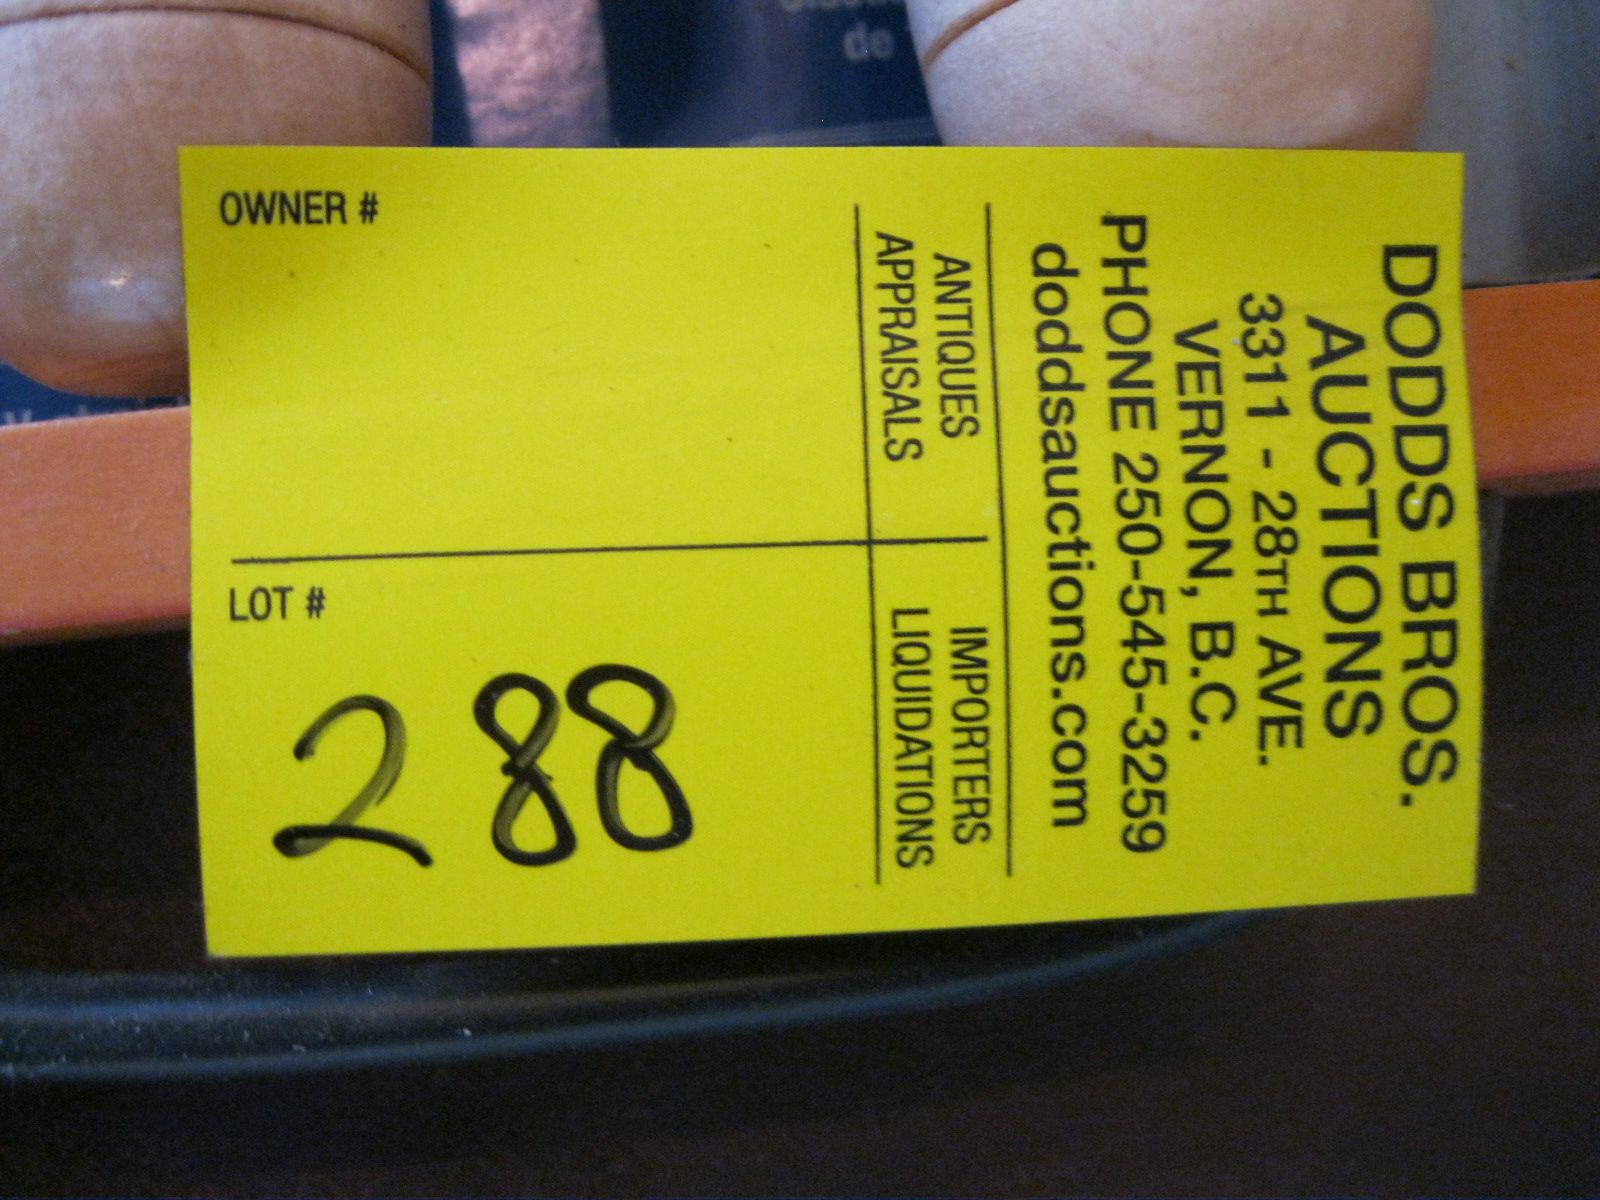 DODDS BROS.
AUCTIONS
3311 - 28TH AVE.
VERNON, B.C.
PHONE 250-545-3259
doddsauctions.com
ANTIQUES
APPRAISALS
IMPORTERS
LIQUIDATIONS
OWNER #
LOT #
288
de